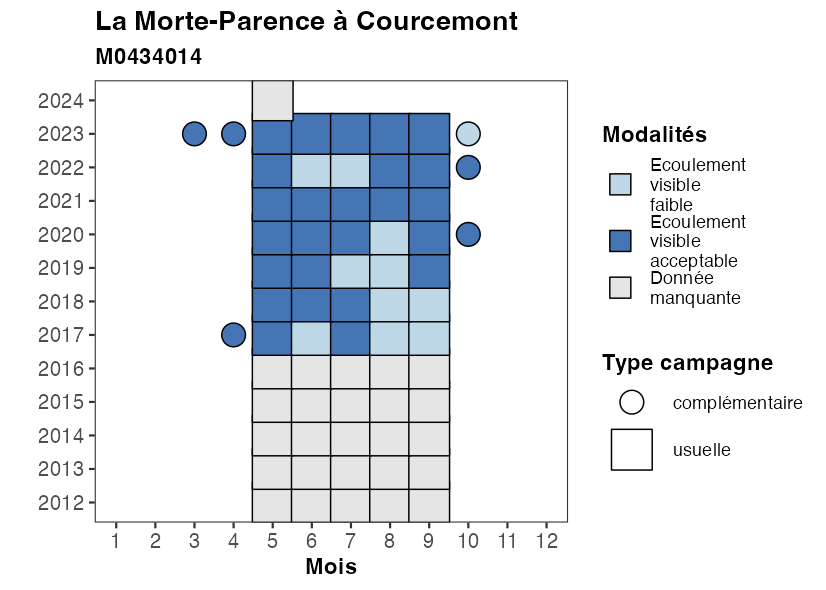 La Morte-Parence à Courcemont
M0434014
2024
2023
2022
2021
2020
2019
2018
2017
2016
2015
2014
2013
2012
1 2 3 4 5 6 7 8 9 10 11 12
Mois
Modalités
Ecoulement
visible
faible
Ecoulement
visible
acceptable
Donnée
manquante
Type campagne
complémentaire
usuelle